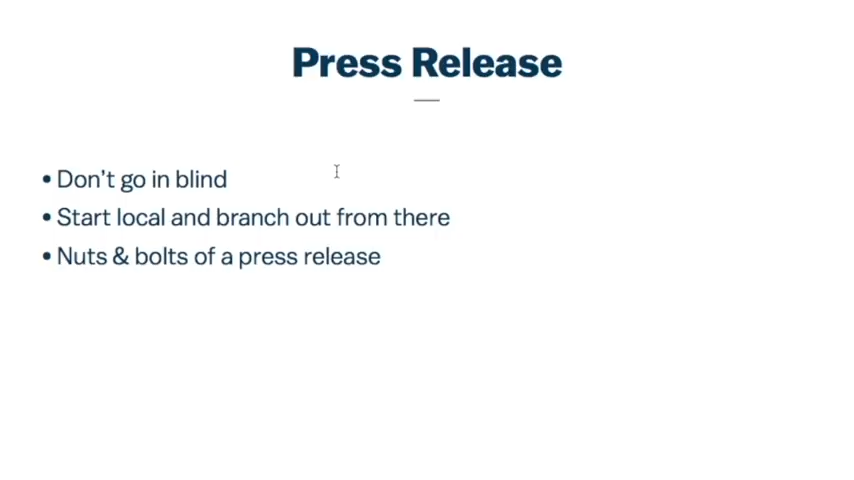 Press Release
• Don't go in blind
• Start local and branch out from there
• Nuts & bolts of a press release